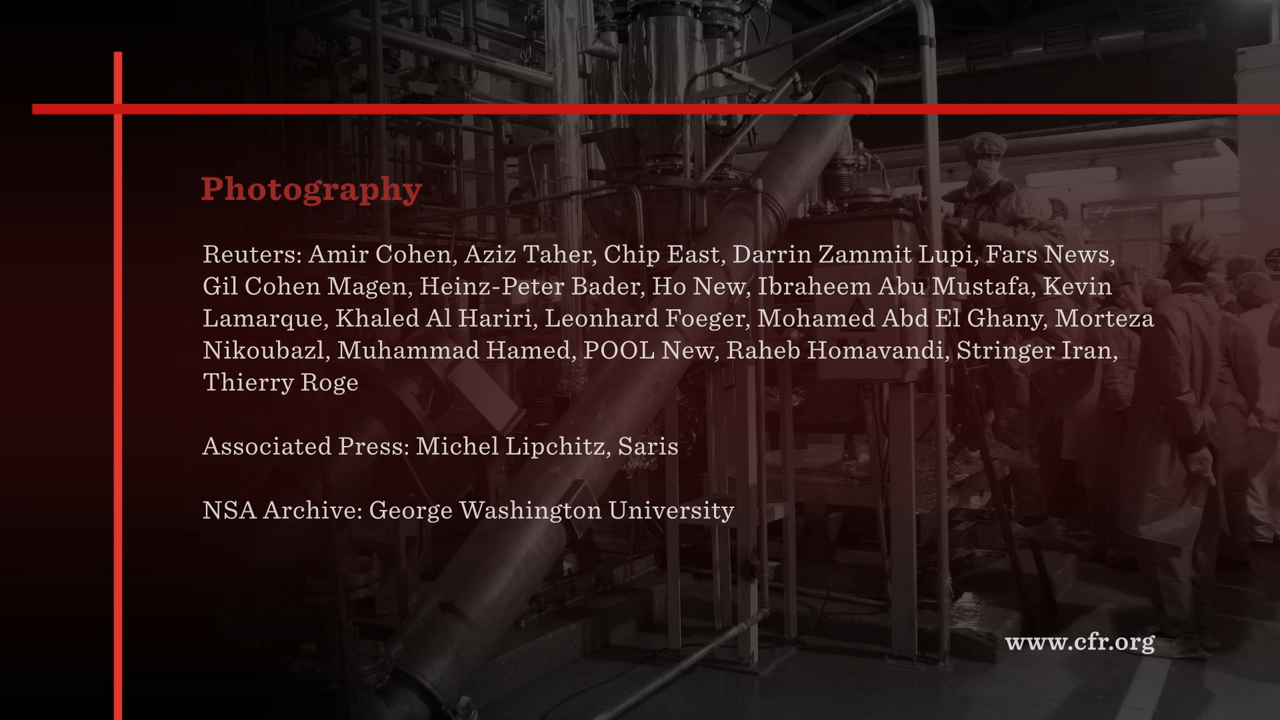 Photography
Reuters: Amir Cohen, Aziz Taher, Chip East, Darrin Zammit Lupi, Fars News,
Gil Cohen Magen, Heinz-Peter Bader, Ho New, Ibraheem Abu Mustafa, Kevin
Lamarque, Khaled Al Hariri, Leonhard Foeger, Mohamed Abd El Ghany, Morteza
Nikoubazl, Muhammad Hamed, POOL New, Raheb Homavandi, Stringer Iran,
Thierry Roge
Associated Press: Michel Lipchitz, Saris
NSA Archive: George Washington University
www.cfr.org